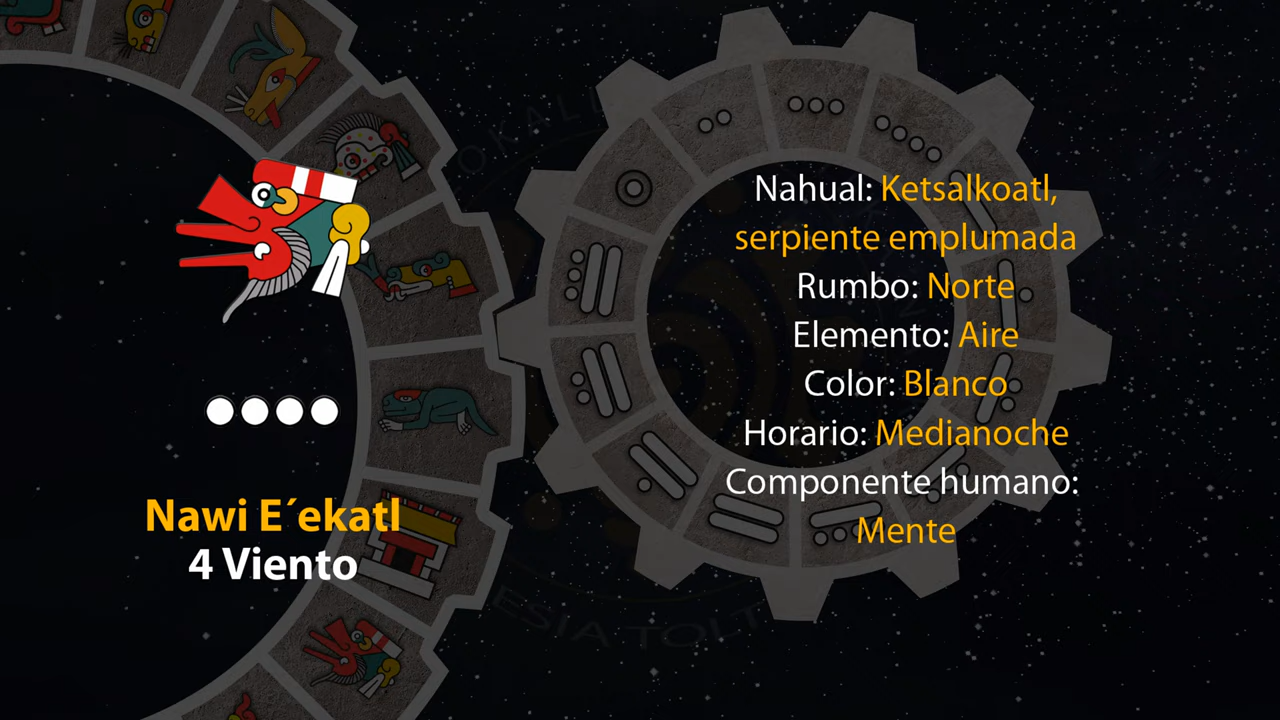 Nawi E´ekatl
4 Viento
Nahual: Ketsalkoatl,
serpiente emplumada
Rumbo: Norte
Elemento: Aire
Color: Blanco
Horario: Medianoche
Componente humano:
Mente